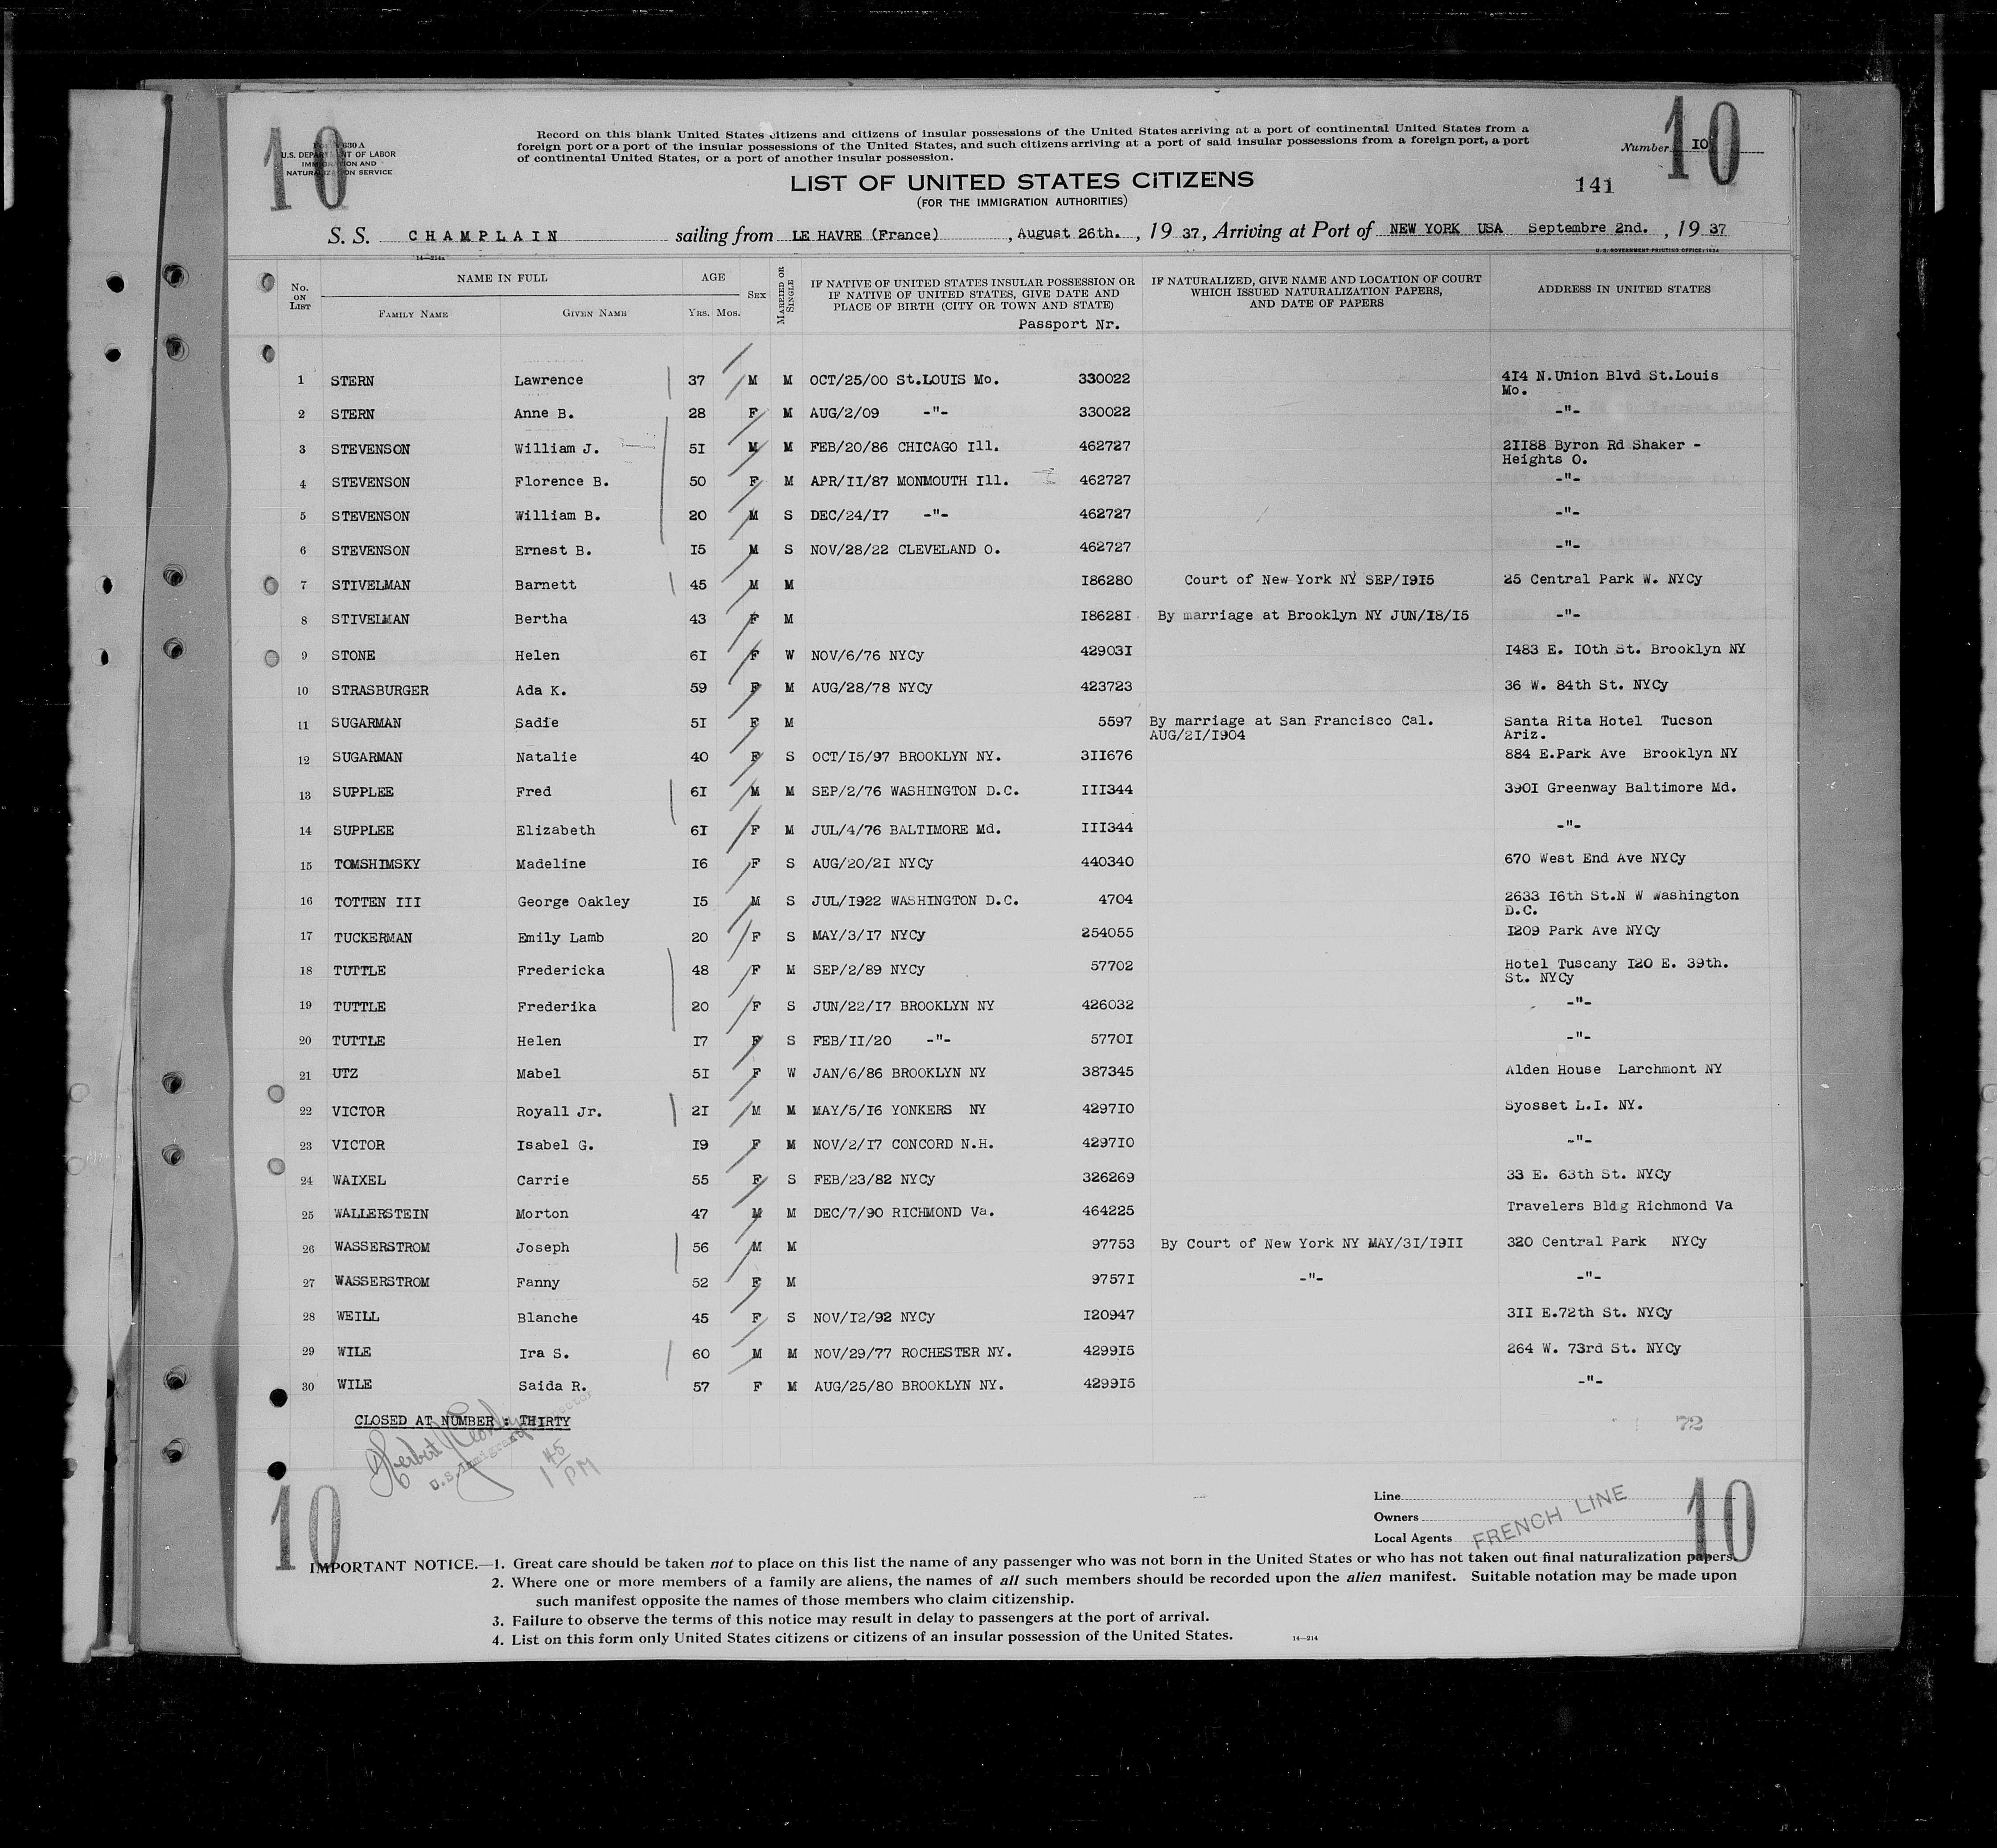 10
10
Form 630 A
U.S. DEPARTMENT OF LABOR
IMMIGRATION AND
NATURALIZATION SERVICE
Record on this blank United States citizens and citizens of insular possessions of the United States arriving at a port of continental United States from a
foreign port or a port of the insular possessions of the United States, and such citizens arriving at a port of said insular possessions from a foreign port, a port
of continental United States, or a port of another insular possession.
Number IO
LIST OF UNITED STATES CITIZENS
(FOR THE IMMIGRATION AUTHORITIES)
141
S. S. CHAMPLAIN sailing from LE HAVRE (France) , August 26th. , 19 37, Arriving at Port of NEW YORK USA Septembre 2nd. , 19 37
U. S. GOVERNMENT PRINTING OFFICE: 1934
14—214a
No. ON LIST NAME IN FULL AGE SEX MARRIED OR SINGLE IF NATIVE OF UNITED STATES INSULAR POSSESSION OR IF NATIVE OF UNITED STATES, GIVE DATE AND PLACE OF BIRTH (CITY OR TOWN AND STATE) IF NATURALIZED, GIVE NAME AND LOCATION OF COURT WHICH ISSUED NATURALIZATION PAPERS, AND DATE OF PAPERS ADDRESS IN UNITED STATES
FAMILY NAME GIVEN NAME YRS. MOS. Passport Nr.
1 STERN Lawrence 37 M M OCT/25/00 St.LOUIS Mo. 330022 4I4 N.Union Blvd St.Louis
Mo.
2 STERN Anne B. 28 F M AUG/2/09 -"- 330022 -"-
3 STEVENSON William J. 5I M M FEB/20/86 CHICAGO Ill. 462727 2II88 Byron Rd Shaker -
Heights O.
4 STEVENSON Florence B. 50 F M APR/II/87 MONMOUTH Ill. 462727 -"-
5 STEVENSON William B. 20 M S DEC/24/I7 -"- 462727 -"-
6 STEVENSON Ernest B. I5 M S NOV/28/22 CLEVELAND O. 462727 -"-
7 STIVELMAN Barnett 45 M M I86280 Court of New York NY SEP/I9I5 25 Central Park W. NYCy
8 STIVELMAN Bertha 43 F M I8628I By marriage at Brooklyn NY JUN/I8/I5 -"-
9 STONE Helen 6I F W NOV/6/76 NYCy 42903I I483 E. IOth St. Brooklyn NY
10 STRASBURGER Ada K. 59 F M AUG/28/78 NYCy 423723 36 W. 84th St. NYCy
11 SUGARMAN Sadie 5I F M 5597 By marriage at San Francisco Cal. Santa Rita Hotel Tucson
AUG/2I/I904 Ariz.
12 SUGARMAN Natalie 40 F S OCT/I5/97 BROOKLYN NY. 3II676 884 E.Park Ave Brooklyn NY
13 SUPPLEE Fred 6I M M SEP/2/76 WASHINGTON D.C. III344 390I Greenway Baltimore Md.
14 SUPPLEE Elizabeth 6I F M JUL/4/76 BALTIMORE Md. III344 -"-
15 TOMSHIMSKY Madeline I6 F S AUG/20/2I NYCy 440340 670 West End Ave NYCy
16 TOTTEN III George Oakley I5 M S JUL/I922 WASHINGTON D.C. 4704 2633 I6th St.N W Washington
D.C.
17 TUCKERMAN Emily Lamb 20 F S MAY/3/I7 NYCy 254055 I209 Park Ave NYCy
18 TUTTLE Fredericka 48 F M SEP/2/89 NYCy 57702 Hotel Tuscany I20 E. 39th.
St. NYCy
19 TUTTLE Frederika 20 F S JUN/22/I7 BROOKLYN NY 426032 -"-
20 TUTTLE Helen I7 F S FEB/II/20 -"- 5770I -"-
21 UTZ Mabel 5I F W JAN/6/86 BROOKLYN NY 387345 Alden House Larchmont NY
22 VICTOR Royall Jr. 2I M M MAY/5/I6 YONKERS NY 4297I0 Syosset L.I. NY.
23 VICTOR Isabel G. I9 F M NOV/2/I7 CONCORD N.H. 4297I0 -"-
24 WAIXEL Carrie 55 F S FEB/23/82 NYCy 326269 33 E. 63th St. NYCy
25 WALLERSTEIN Morton 47 M M DEC/7/90 RICHMOND Va. 464225 Travelers Bldg Richmond Va
26 WASSERSTROM Joseph 56 M M 97753 By Court of New York NY MAY/3I/I9II 320 Central Park NYCy
27 WASSERSTROM Fanny 52 F M 9757I -"- -"-
28 WEILL Blanche 45 F S NOV/I2/92 NYCy I20947 3II E.72th St. NYCy
29 WILE Ira S. 60 M M NOV/29/77 ROCHESTER NY. 4299I5 264 W. 73rd St. NYCy
30 WILE Saida R. 57 F M AUG/25/80 BROOKLYN NY. 4299I5 -"-
CLOSED AT NUMBER : THIRTY
72
Herbert
U.S. Immigrant Inspector
1 45 PM
10
10
Line
Owners
Local Agents
FRENCH LINE
IMPORTANT NOTICE.—1. Great care should be taken not to place on this list the name of any passenger who was not born in the United States or who has not taken out final naturalization papers.
2. Where one or more members of a family are aliens, the names of all such members should be recorded upon the alien manifest. Suitable notation may be made upon
such manifest opposite the names of those members who claim citizenship.
3. Failure to observe the terms of this notice may result in delay to passengers at the port of arrival.
4. List on this form only United States citizens or citizens of an insular possession of the United States.
14—214